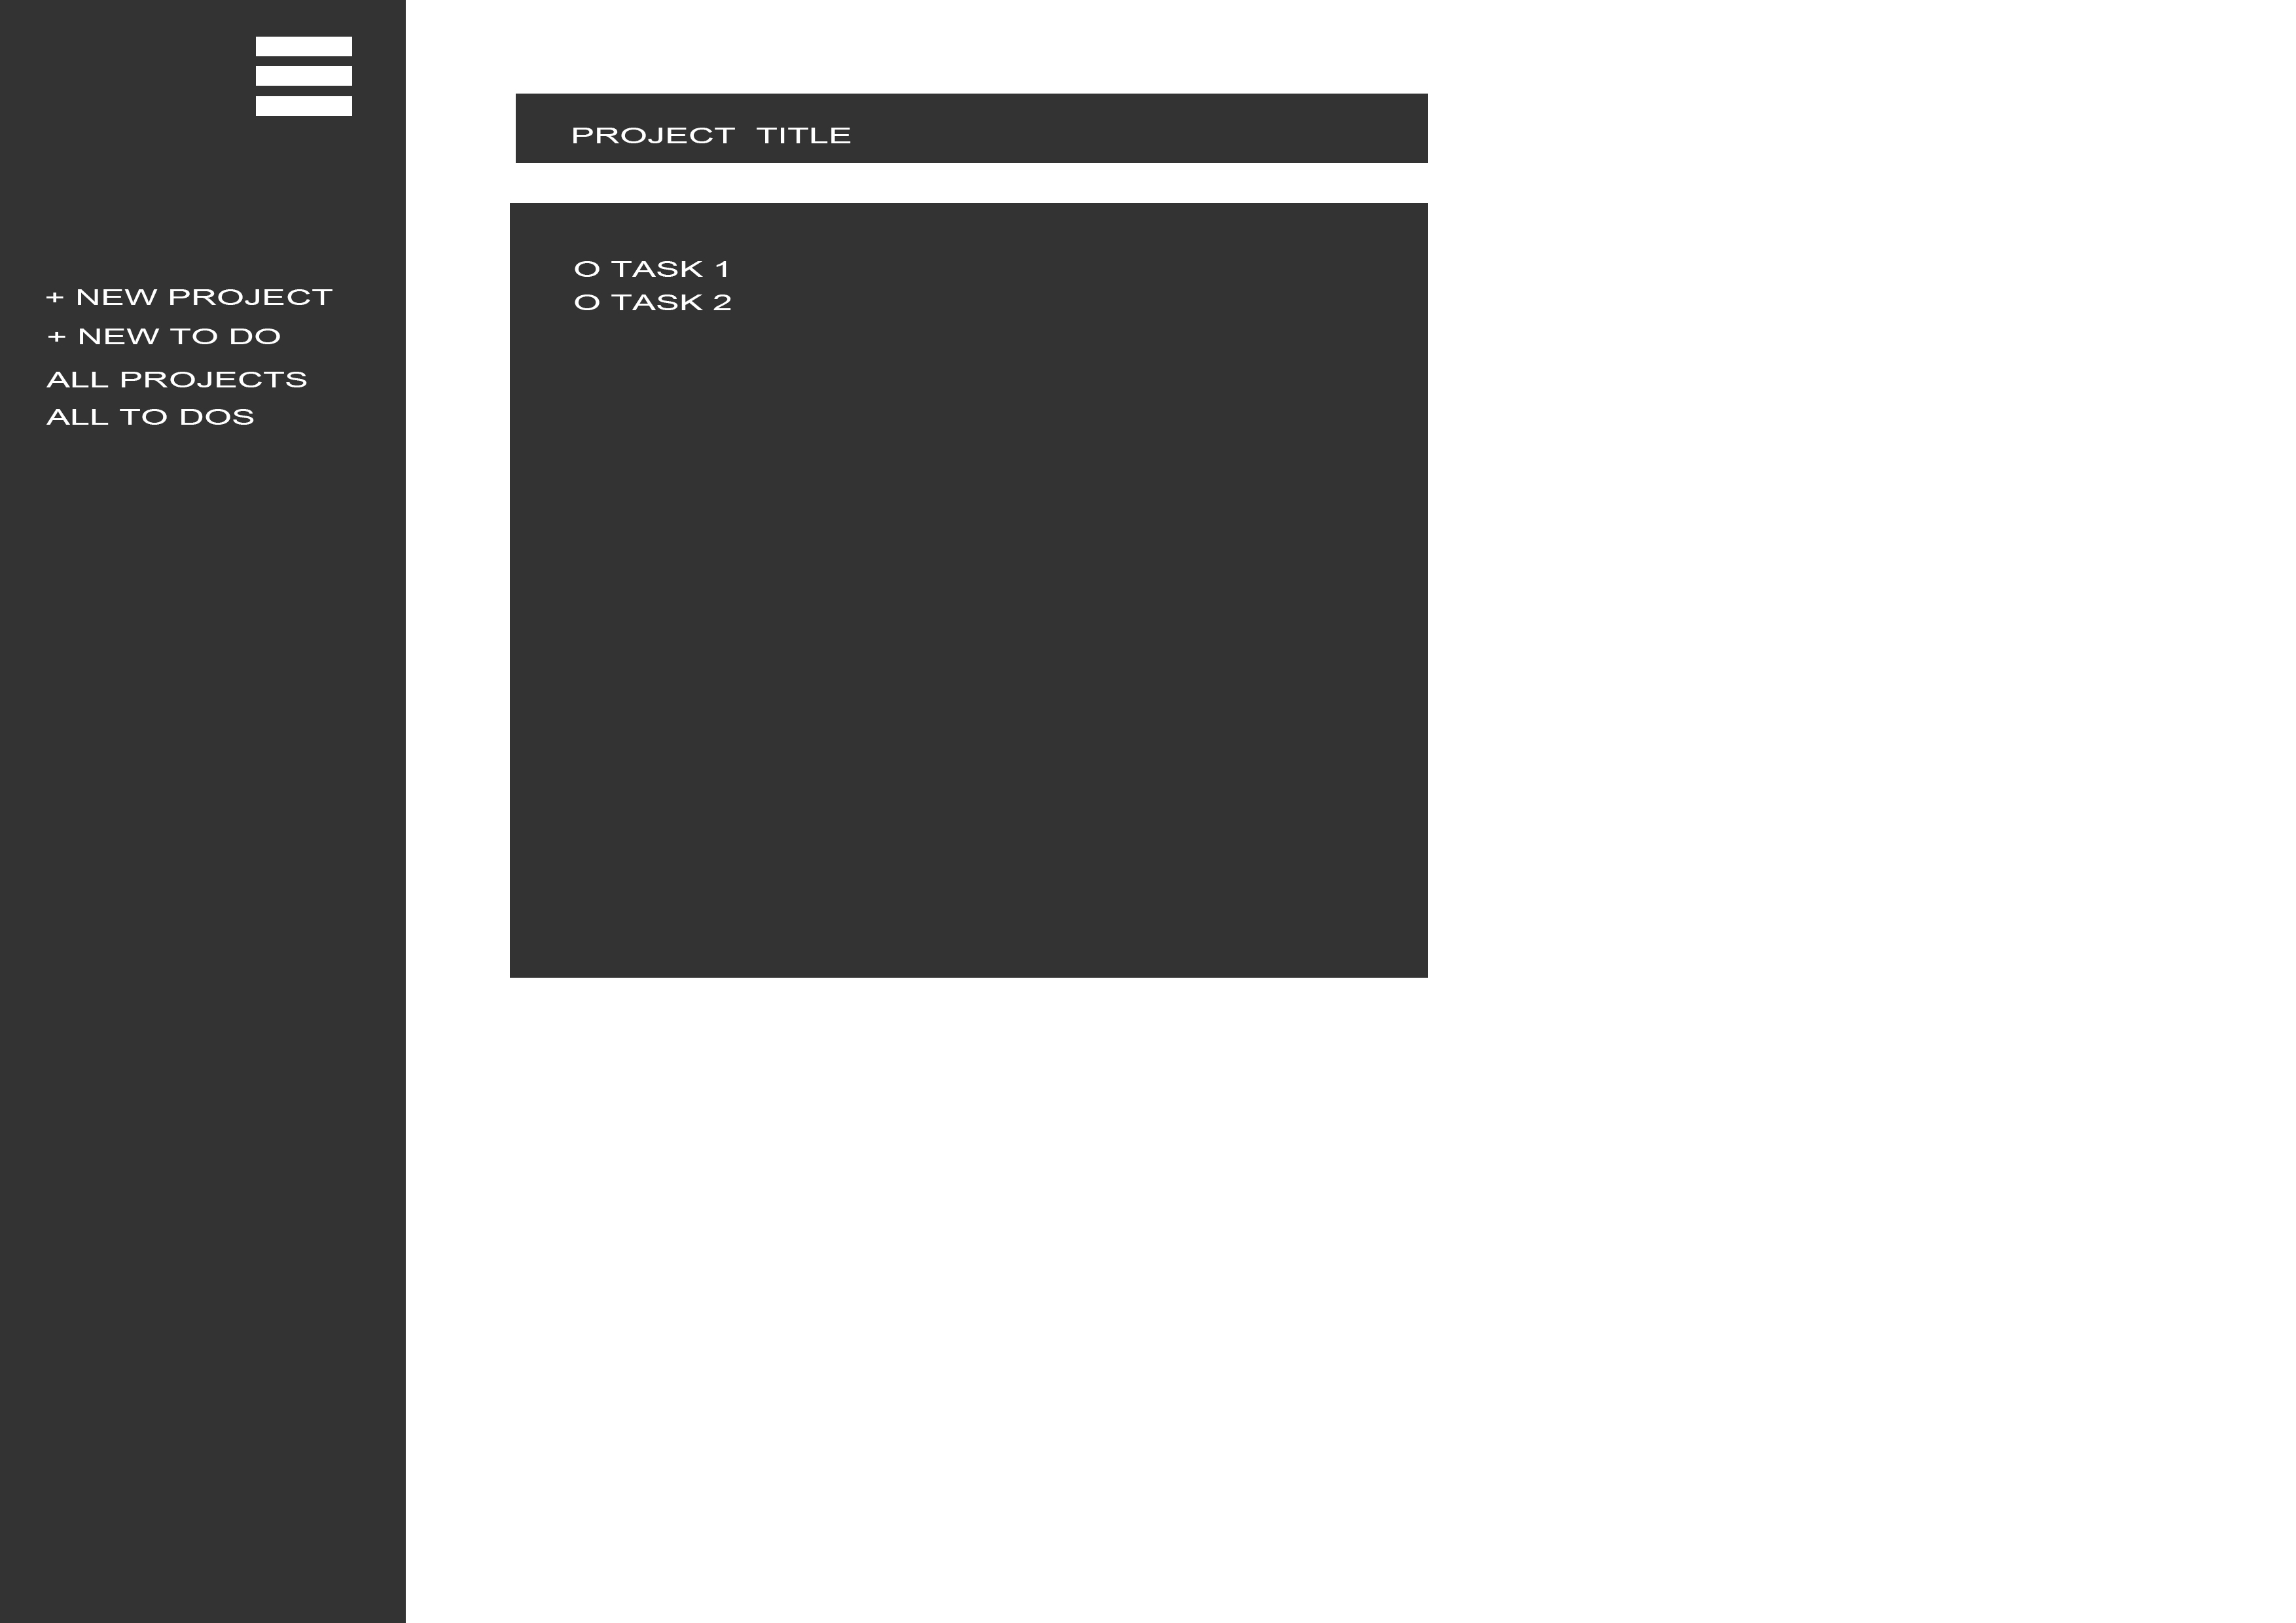 PROJECT  TITLE
O TASK 1
O TASK 2
+ NEW PROJECT
+ NEW TO DO
ALL PROJECTS
ALL TO DOS